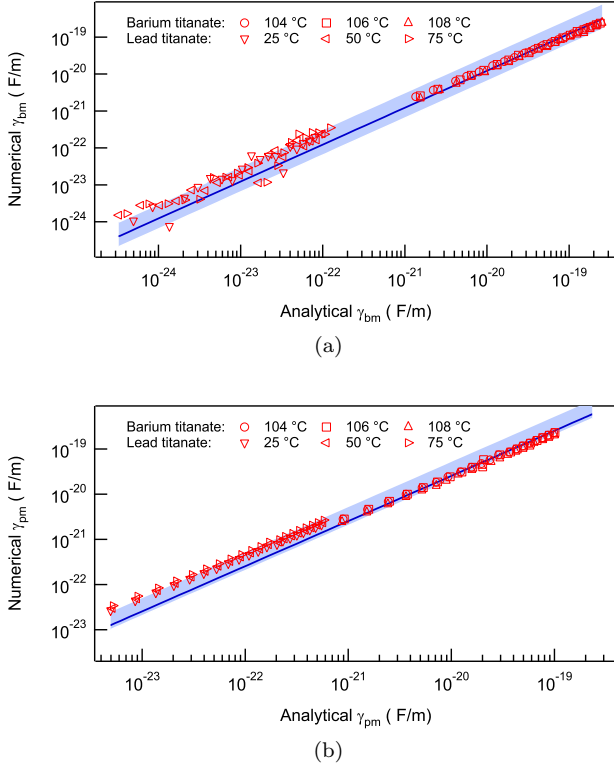 Barium titanate: 104 °C 106 °C 108 °C
Lead titanate: 25 °C 50 °C 75 °C
Numerical γbm ( F/m)
10-19
10-20
10-21
10-22
10-23
10-24
10-24 10-23 10-22 10-21 10-20 10-19
Analytical γbm ( F/m)
(a)
Barium titanate: 104 °C 106 °C 108 °C
Lead titanate: 25 °C 50 °C 75 °C
Numerical γpm ( F/m)
10-19
10-20
10-21
10-22
10-23
10-23 10-22 10-21 10-20 10-19
Analytical γpm ( F/m)
(b)